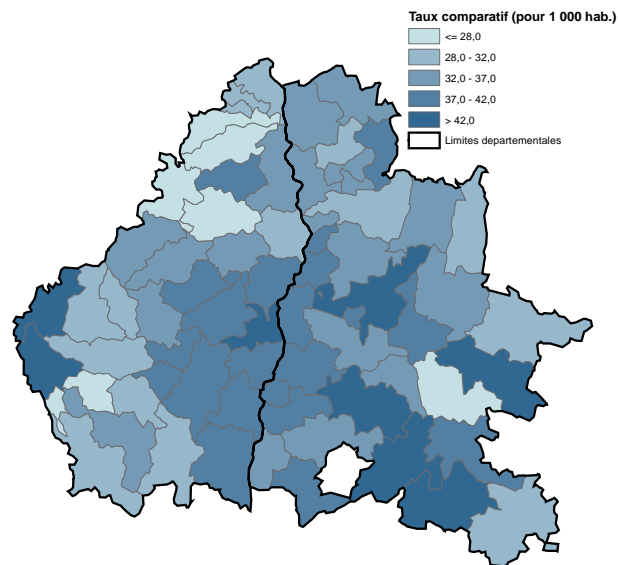 Taux comparatif (pour 1 000 hab.)
<= 28,0
28,0 - 32,0
32,0 - 37,0
37,0 - 42,0
> 42,0
Limites departementales